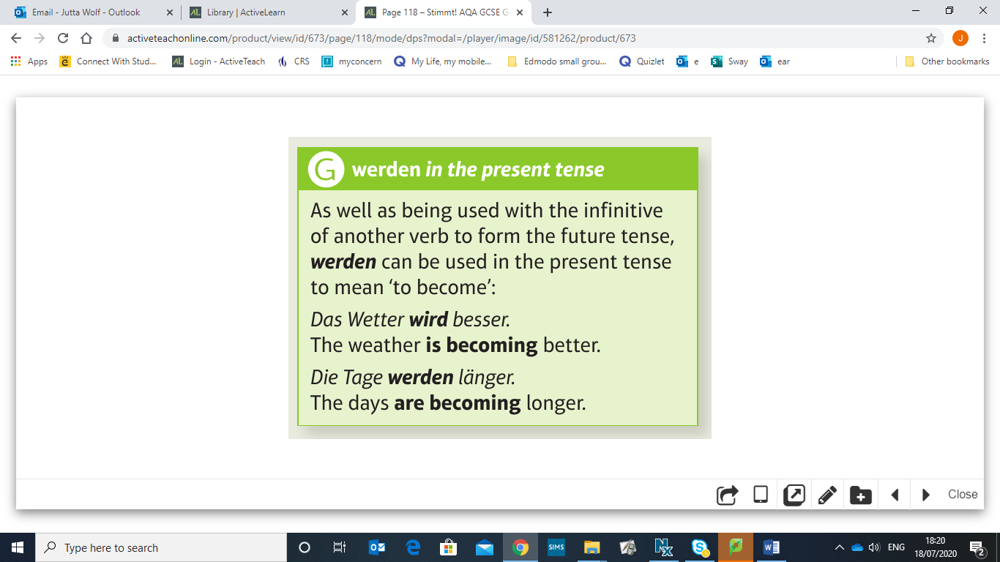 Email - Jutta Wolf - Outlook
Library | ActiveLearn
Page 118 – Stimmt! AQA GCSE G
activeteachonline.com/product/view/id/673/page/118/mode/dps?modal=/player/image/id/581262/product/673
J
Apps
Connect With Stud...
Login - ActiveTeach
CRS
myconcern
My Life, my mobile...
Edmodo small grou...
Quizlet
e
Sway
ear
Other bookmarks
G werden in the present tense
As well as being used with the infinitive
of another verb to form the future tense,
werden can be used in the present tense
to mean ‘to become’:
Das Wetter wird besser.
The weather is becoming better.
Die Tage werden länger.
The days are becoming longer.
Close
Type here to search
SIMS
ENG
18:20
18/07/2020
2